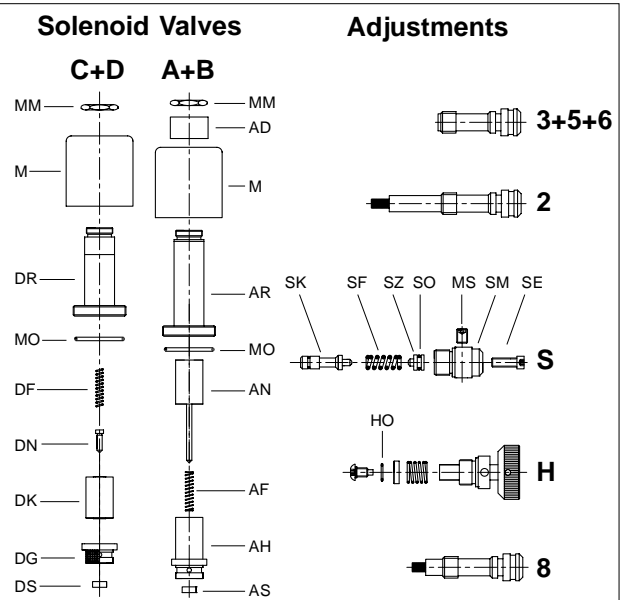 Solenoid Valves
Adjustments
C+D
A+B
MM
M
DR
MO
DF
DN
DK
DG
DS
MM
AD
M
AR
MO
AN
AF
AH
AS
3+5+6
2
SK SF SZ SO MS SM SE
S
HO
H
8